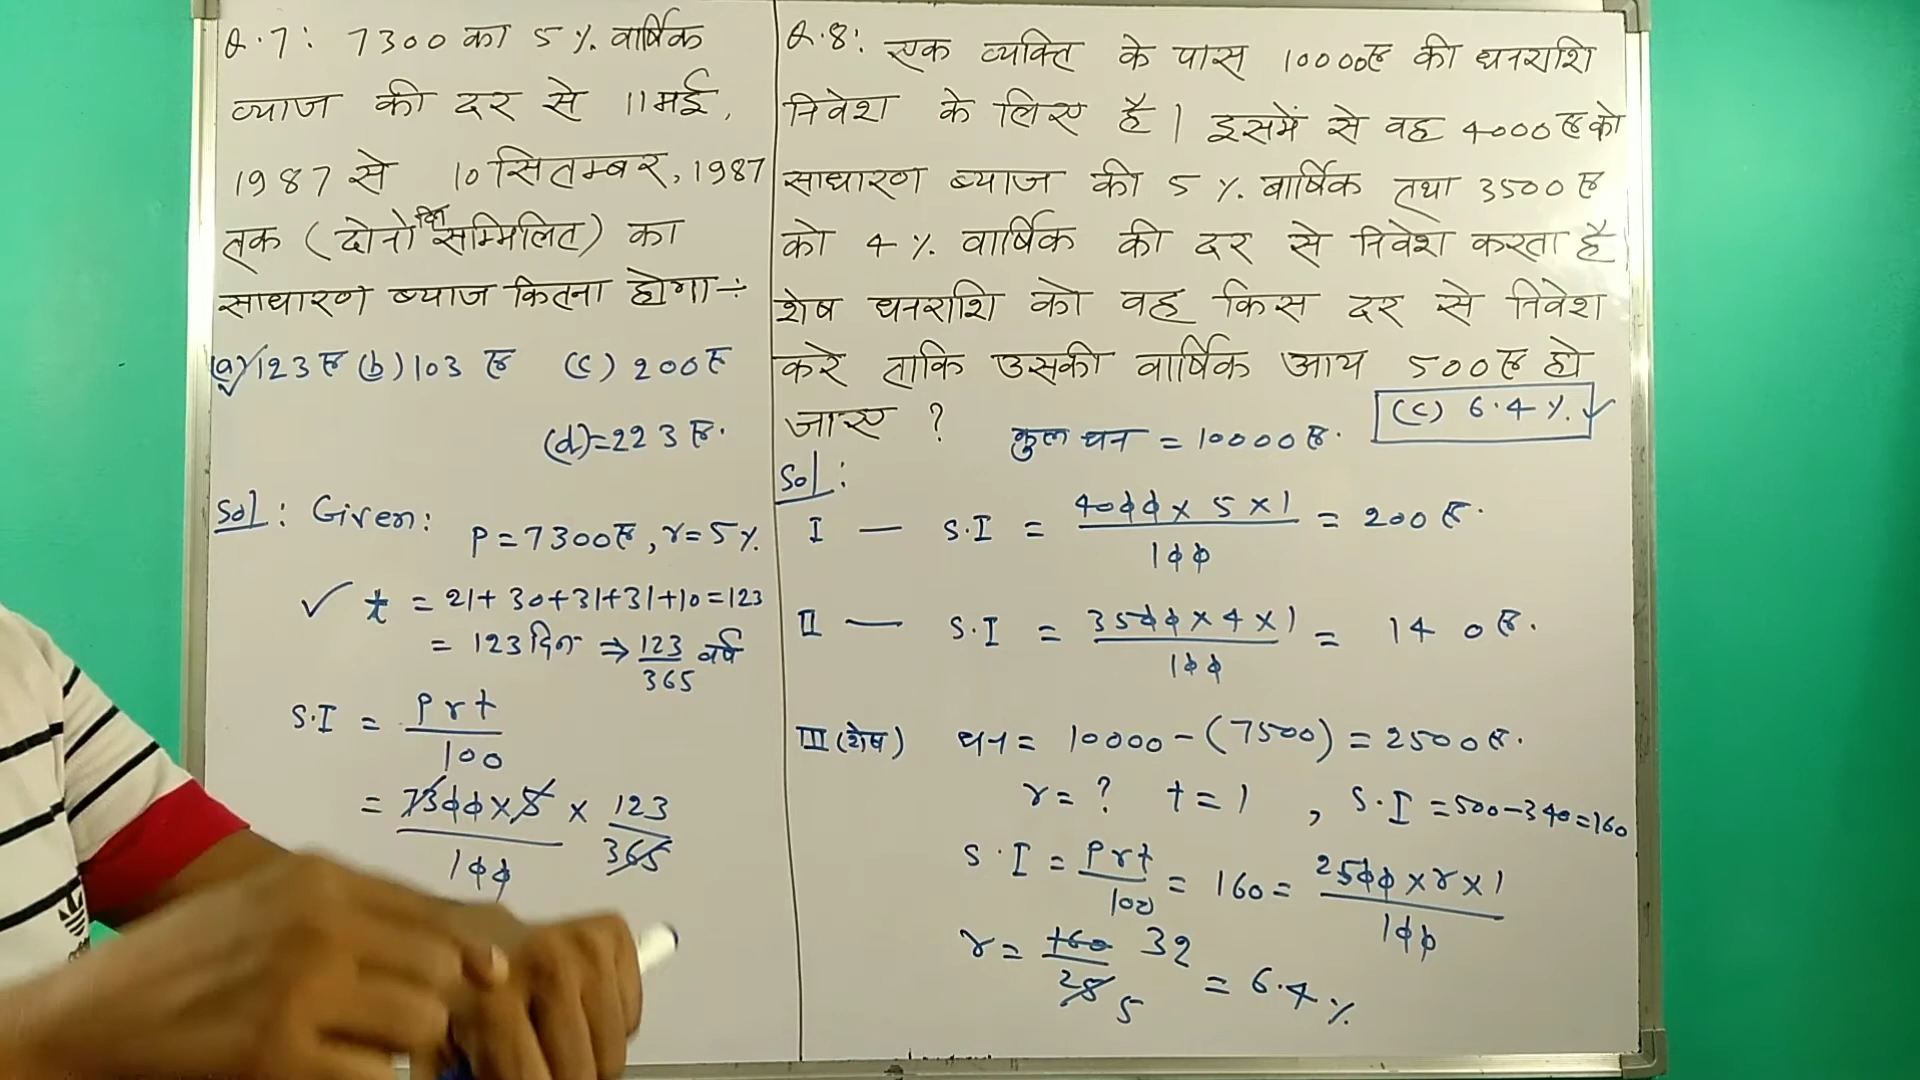 Q.7: 7300 का 5 % वार्षिक
ब्याज की दर से 11 मई,
1987 से 10 सितम्बर, 1987
तक (दोनो दिन सम्मिलित) का
साधारण ब्याज कितना होगा ÷
(a) 123 रु (b) 103 रु (c) 200 रु
(d) = 223 रु.
Sol: Given:
P = 7300 रु, r = 5 %.
✓ t = 21 + 30 + 31 + 31 + 10 = 123
= 123 दिन ⇒ 123/365 वर्ष
S.I = prt/100
= 7300 × 5/100 × 123/365
Q.8: एक व्यक्ति के पास 10000 रु की धनराशि
निवेश के लिए है। इसमें से वह 4000 रु को
साधारण ब्याज की 5 % वार्षिक तथा 3500 रु
को 4 % वार्षिक की दर से निवेश करता है
शेष धनराशि को वह किस दर से निवेश
करे ताकि उसकी वार्षिक आय 500 रु हो
जाए ?
(c) 6.4 % ✓
कुल धन = 10000 रु.
Sol:
I — S.I = 4000 × 5 × 1/100 = 200 रु.
II — S.I = 3500 × 4 × 1/100 = 140 रु.
III (शेष) धन = 10000 - (7500) = 2500 रु.
r = ? t = 1 , S.I = 500 - 340 = 160
S.I = prt/100 = 160 = 2500 × r × 1/100
r = 160/25 32/5 = 6.4 %